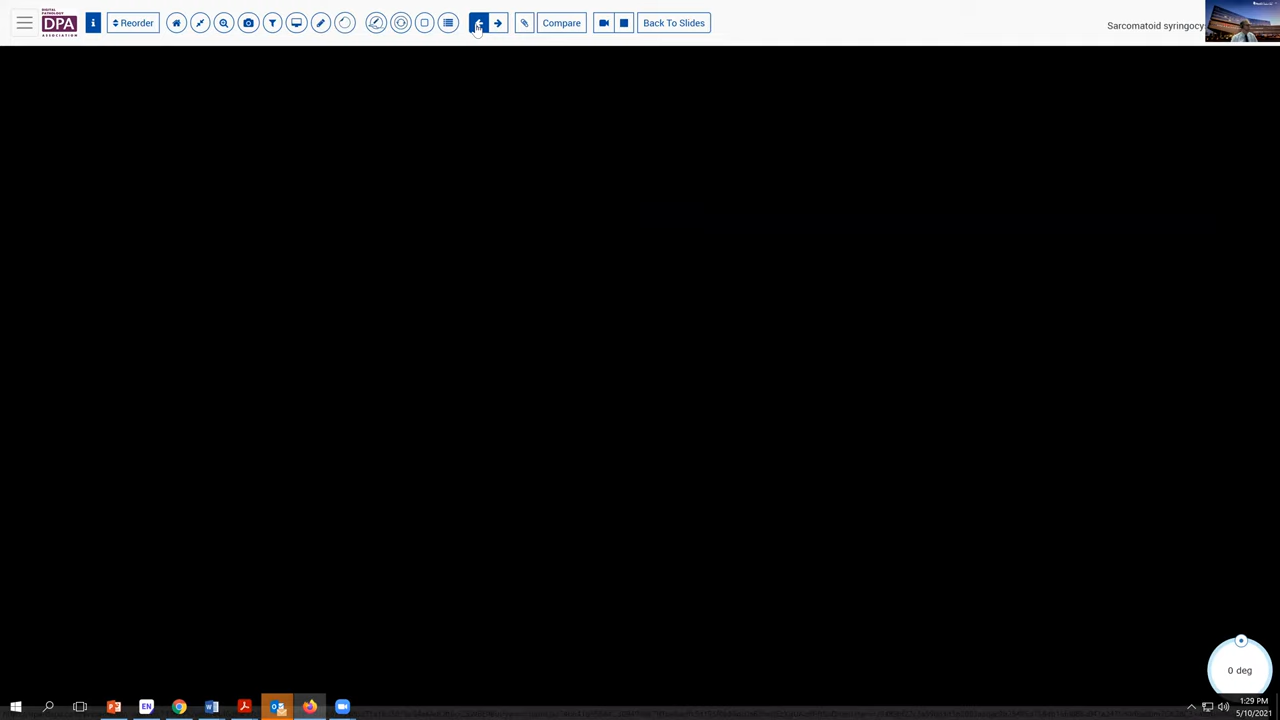 DIGITAL PATHOLOGY DPA ASSOCIATION
i Reorder Compare Back To Slides
Sarcomatoid syringocy
0 deg
EN
1:29 PM
5/10/2021